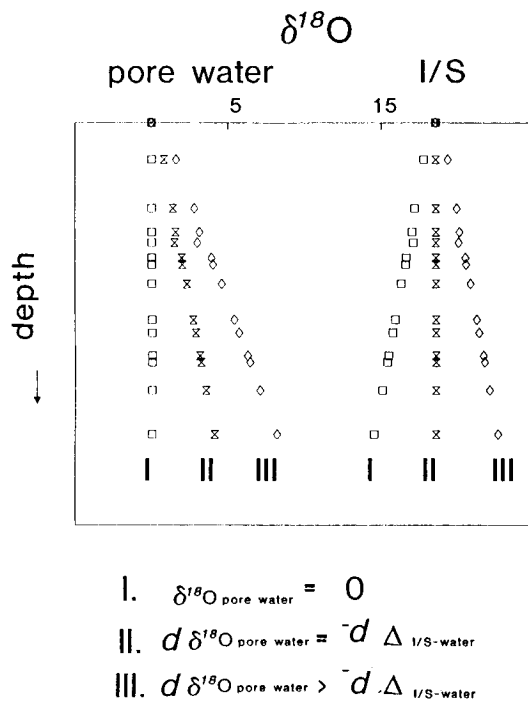 δ¹⁸O
pore water I/S
5 15
depth
I II III I II III
I. δ¹⁸O pore water = 0
II. d δ¹⁸O pore water = -d Δ I/S-water
III. d δ¹⁸O pore water > -d Δ I/S-water